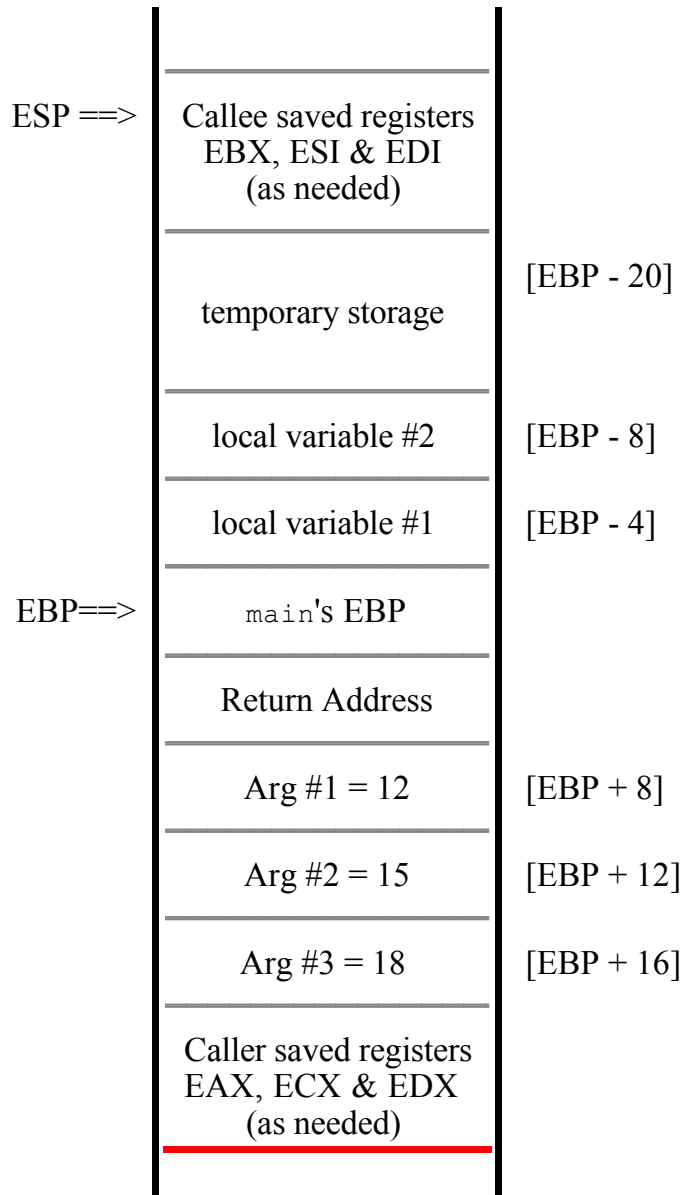 ESP ==>
Callee saved registers
EBX, ESI & EDI
(as needed)
[EBP - 20]
temporary storage
local variable #2
[EBP - 8]
local variable #1
[EBP - 4]
EBP==>
main's EBP
Return Address
Arg #1 = 12
[EBP + 8]
Arg #2 = 15
[EBP + 12]
Arg #3 = 18
[EBP + 16]
Caller saved registers
EAX, ECX & EDX
(as needed)